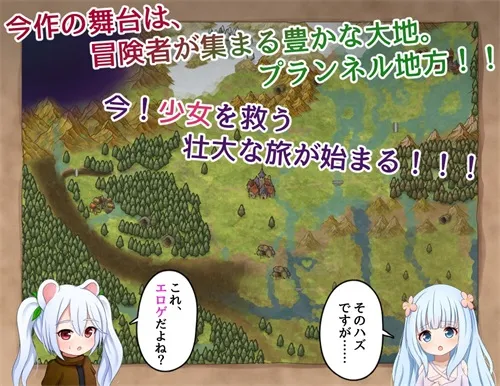 今作の舞台は、
冒険者が集まる豊かな大地。
プランネル地方！！
今！少女を救う
壮大な旅が始まる！！！
これ、
エロゲだよね？
そのハズ
ですが……